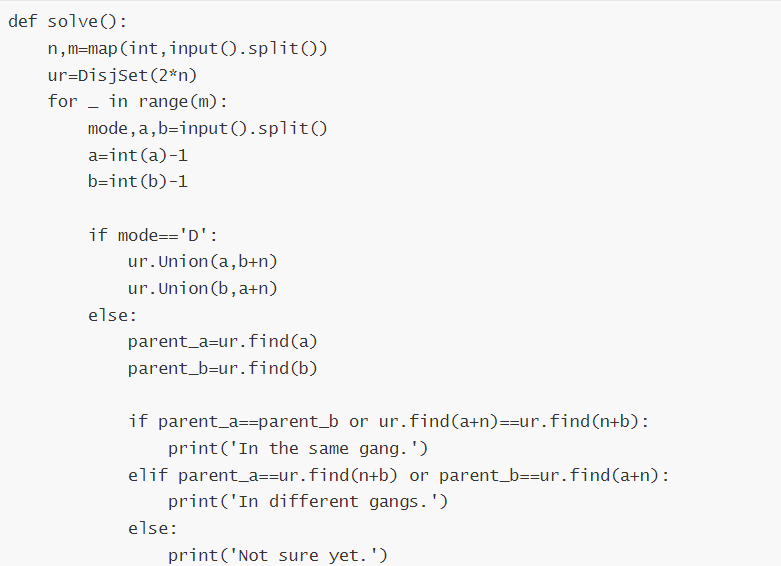 def solve():
    n,m=map(int,input().split())
    ur=DisjSet(2*n)
    for _ in range(m):
        mode,a,b=input().split()
        a=int(a)-1
        b=int(b)-1

        if mode=='D':
            ur.Union(a,b+n)
            ur.Union(b,a+n)
        else:
            parent_a=ur.find(a)
            parent_b=ur.find(b)

            if parent_a==parent_b or ur.find(a+n)==ur.find(n+b):
                print('In the same gang.')
            elif parent_a==ur.find(n+b) or parent_b==ur.find(a+n):
                print('In different gangs.')
            else:
                print('Not sure yet.')